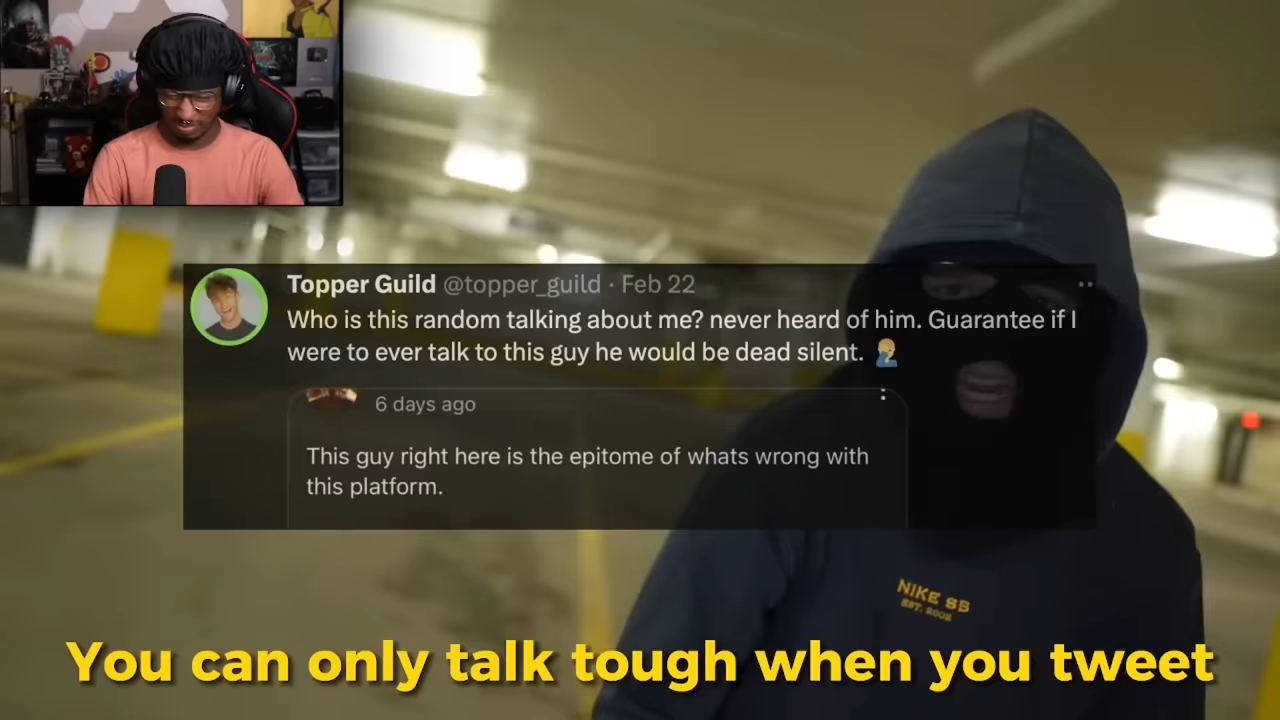 Topper Guild @topper_guild · Feb 22
Who is this random talking about me? never heard of him. Guarantee if I
were to ever talk to this guy he would be dead silent. 🤦🏼‍♂️
6 days ago
This guy right here is the epitome of whats wrong with
this platform.
NIKE SB
EST. 2002
You can only talk tough when you tweet